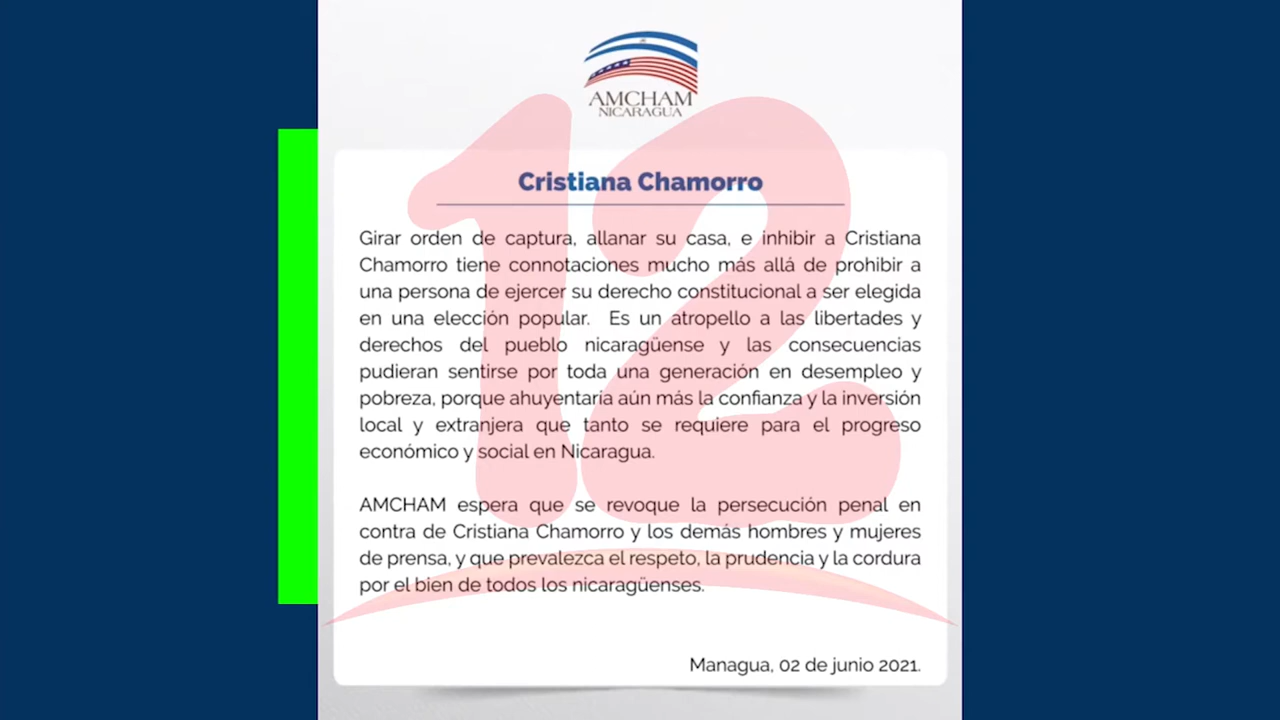 AMCHAM
NICARAGUA
12
Cristiana Chamorro
Girar orden de captura, allanar su casa, e inhibir a Cristiana
Chamorro tiene connotaciones mucho más allá de prohibir a
una persona de ejercer su derecho constitucional a ser elegida
en una elección popular. Es un atropello a las libertades y
derechos del pueblo nicaragüense y las consecuencias
pudieran sentirse por toda una generación en desempleo y
pobreza, porque ahuyentaría aún más la confianza y la inversión
local y extranjera que tanto se requiere para el progreso
económico y social en Nicaragua.
AMCHAM espera que se revoque la persecución penal en
contra de Cristiana Chamorro y los demás hombres y mujeres
de prensa, y que prevalezca el respeto, la prudencia y la cordura
por el bien de todos los nicaragüenses.
Managua, 02 de junio 2021.